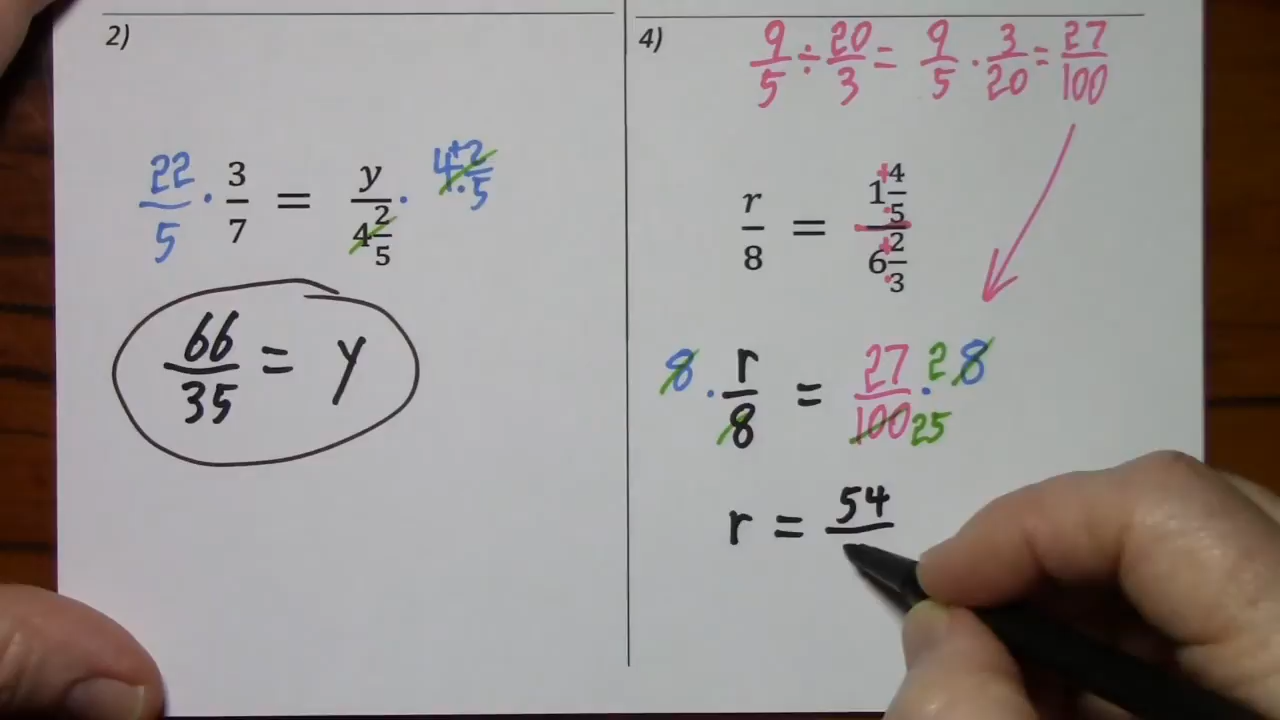 2)
22/5 · 3/7 = y/(4 2/5) · 4+2/·5
66/35 = y
4)
9/5 ÷ 20/3 = 9/5 · 3/20 = 27/100
r/8 = (1+4/·5)/(6+2/·3)
8 · r/8 = 27/100 25 · 2 8
r = 54/